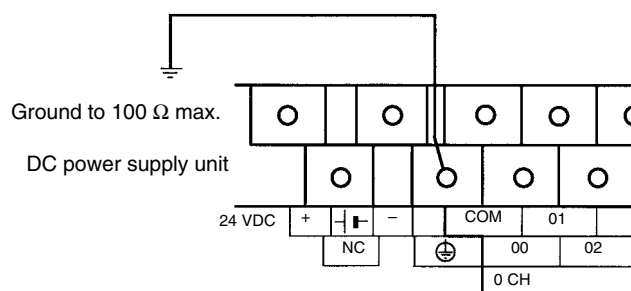 Ground to 100 Ω max.
DC power supply unit
24 VDC + − COM 01
NC 00 02
0 CH